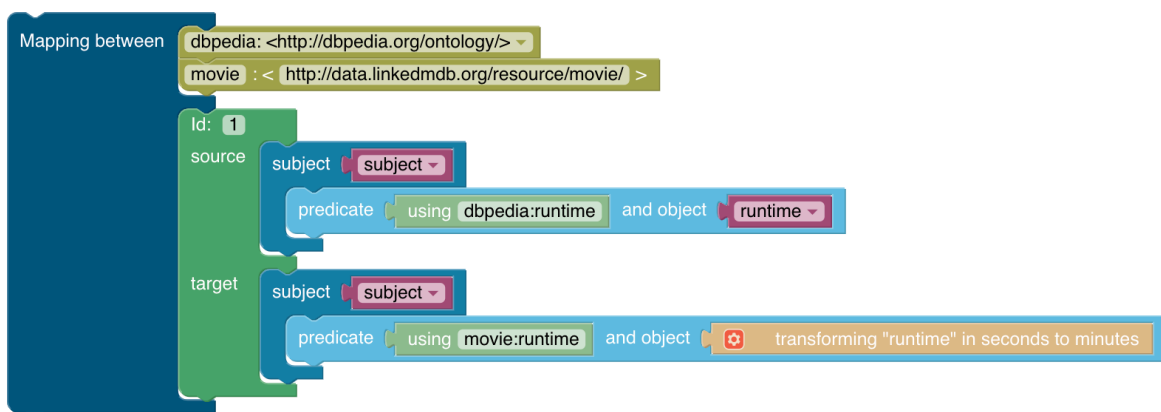 Mapping between
dbpedia: <http://dbpedia.org/ontology/>
movie : < http://data.linkedmdb.org/resource/movie/ >
Id: 1
source
subject subject
predicate using dbpedia:runtime and object runtime
target
subject subject
predicate using movie:runtime and object transforming "runtime" in seconds to minutes